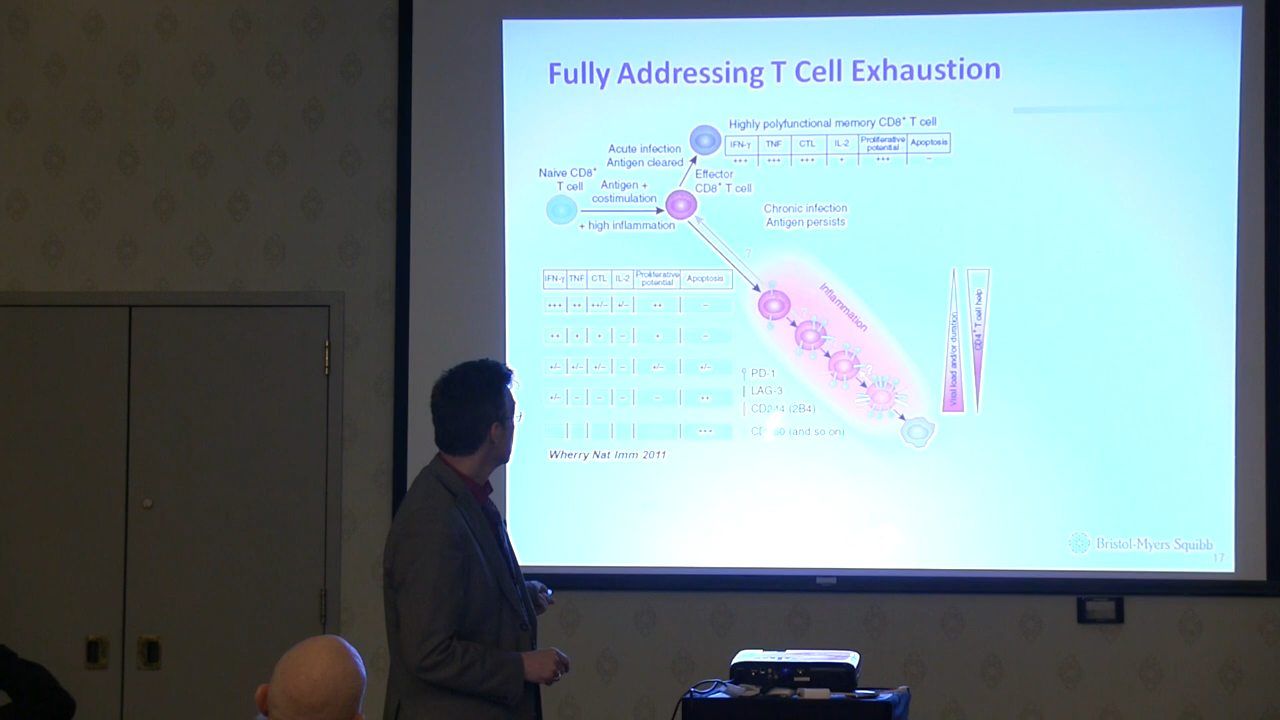 Fully Addressing T Cell Exhaustion
Highly polyfunctional memory CD8+ T cell
IFN-γ TNF CTL IL-2 Proliferative potential Apoptosis
+++ +++ +++ + +++ –
Acute infection
Antigen cleared
Naive CD8+
T cell
Antigen +
costimulation
+ high inflammation
Effector
CD8+ T cell
Chronic infection
Antigen persists
?
IFN-γ TNF CTL IL-2 Proliferative potential Apoptosis
+++ ++ ++/– +/– ++ –
++ + + – + –
+/– +/– +/– – +/– +/–
+/– – – – – ++
+++
Inflammation
PD-1
LAG-3
CD244 (2B4)
(and so on)
Viral load and/or duration
CD4+ T cell help
Wherry Nat Imm 2011
Bristol-Myers Squibb
17